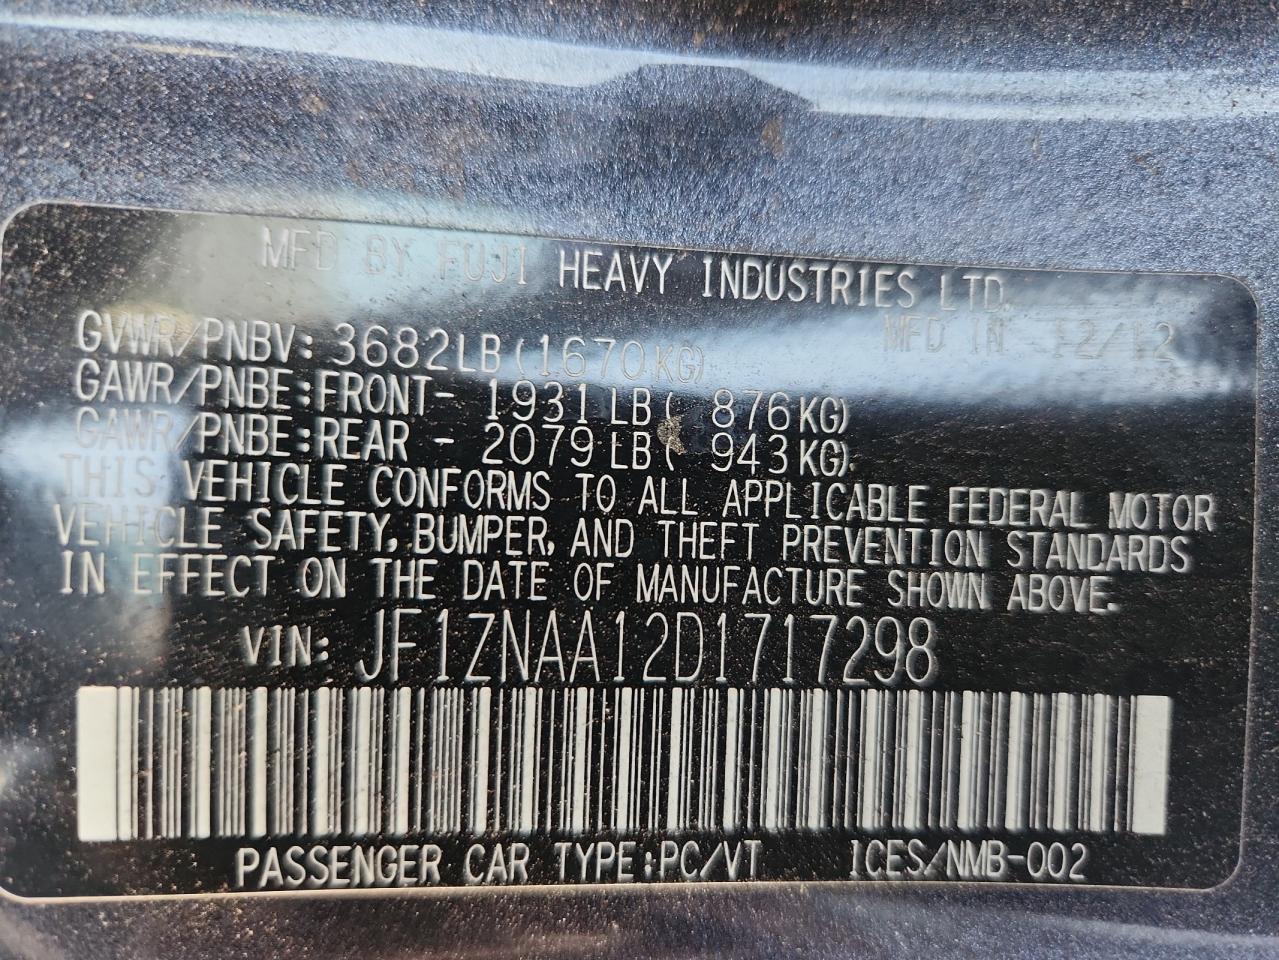 MFD BY FUJI HEAVY INDUSTRIES LTD.
MFD IN 12/12
GVWR/PNBV: 3682LB(1670KG)
GAWR/PNBE:FRONT- 1931LB( 876KG)
GAWR/PNBE:REAR - 2079LB( 943KG)
THIS VEHICLE CONFORMS TO ALL APPLICABLE FEDERAL MOTOR
VEHICLE SAFETY, BUMPER, AND THEFT PREVENTION STANDARDS
IN EFFECT ON THE DATE OF MANUFACTURE SHOWN ABOVE.
VIN: JF1ZNAA12D1717298
PASSENGER CAR TYPE:PC/VT ICES/NMB-002